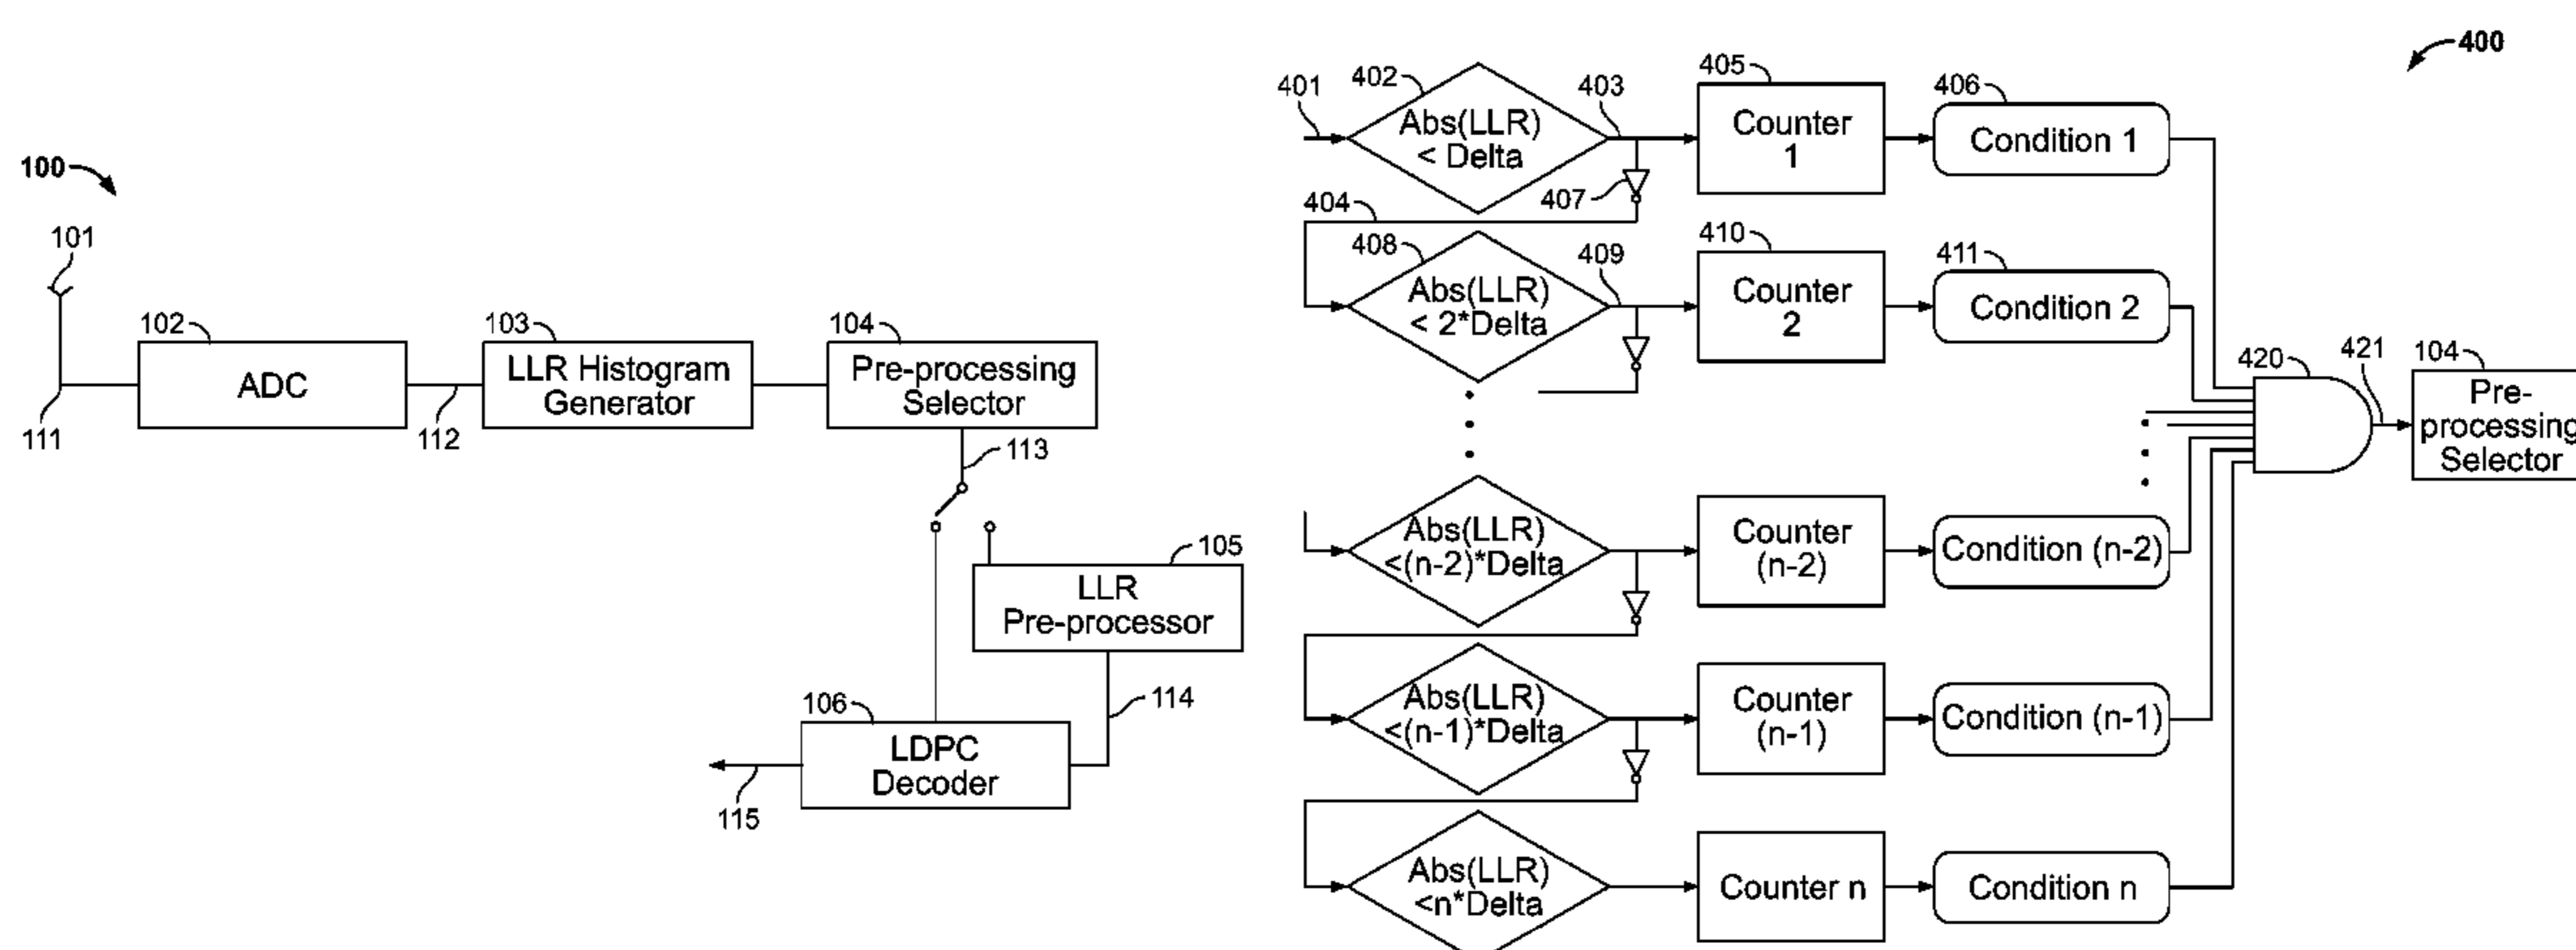 100
101
102
103
104
ADC
LLR Histogram
Generator
Pre-processing
Selector
111
112
113
105
LLR
Pre-processor
114
106
LDPC
Decoder
115
400
401
402
Abs(LLR)
< Delta
403
405
Counter
1
406
Condition 1
407
404
408
Abs(LLR)
< 2*Delta
409
410
Counter
2
411
Condition 2
420
421
104
Pre-
processing
Selector
Abs(LLR)
<(n-2)*Delta
Counter
(n-2)
Condition (n-2)
Abs(LLR)
<(n-1)*Delta
Counter
(n-1)
Condition (n-1)
Abs(LLR)
<n*Delta
Counter n
Condition n